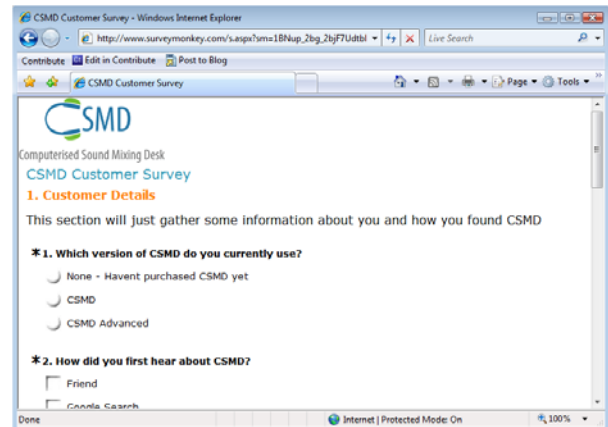 CSMD Customer Survey - Windows Internet Explorer
http://www.surveymonkey.com/s.aspx?sm=1BNup_2bg_2bjF7Udtbl
Live Search
Contribute Edit in Contribute Post to Blog
CSMD Customer Survey
Page Tools
CSMD
Computerised Sound Mixing Desk
CSMD Customer Survey
1. Customer Details
This section will just gather some information about you and how you found CSMD
*1. Which version of CSMD do you currently use?
None - Havent purchased CSMD yet
CSMD
CSMD Advanced
*2. How did you first hear about CSMD?
Friend
Google Search
Done Internet | Protected Mode: On 100%